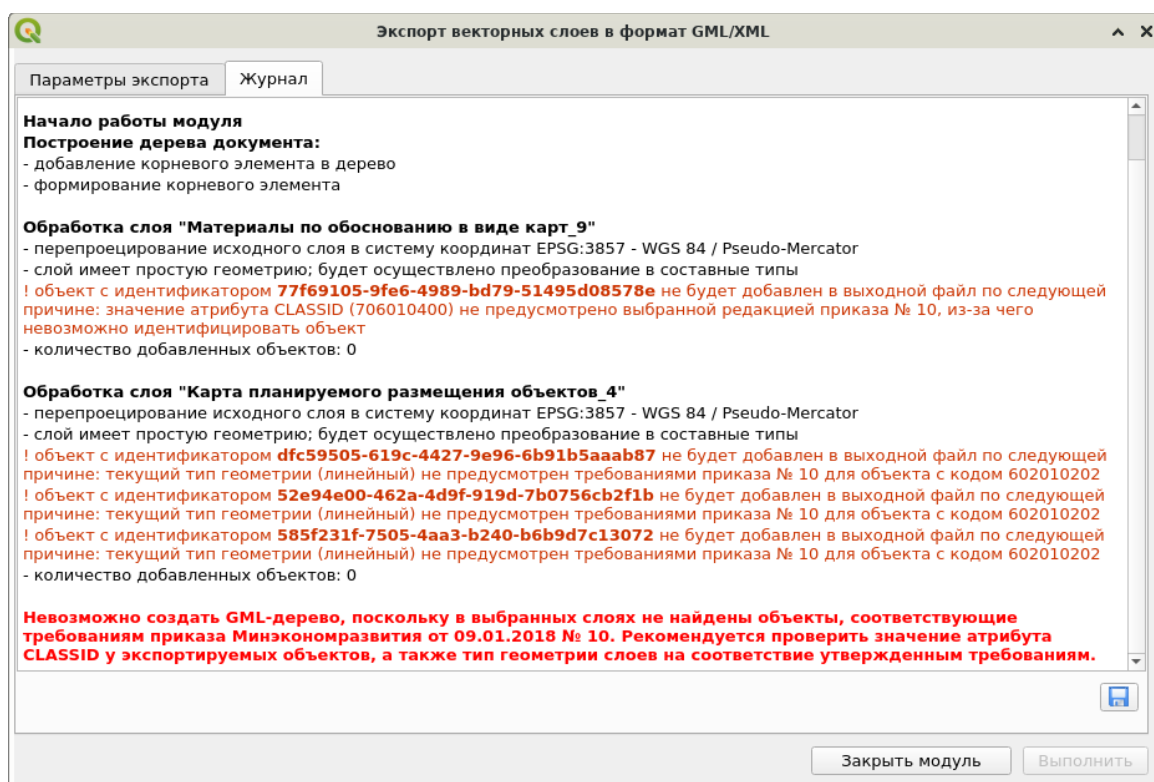 Экспорт векторных слоев в формат GML/XML
Параметры экспорта
Журнал
Начало работы модуля
Построение дерева документа:
- добавление корневого элемента в дерево
- формирование корневого элемента
Обработка слоя "Материалы по обоснованию в виде карт_9"
- перепроецирование исходного слоя в систему координат EPSG:3857 - WGS 84 / Pseudo-Mercator
- слой имеет простую геометрию; будет осуществлено преобразование в составные типы
! объект с идентификатором 77f69105-9fe6-4989-bd79-51495d08578e не будет добавлен в выходной файл по следующей
причине: значение атрибута CLASSID (706010400) не предусмотрено выбранной редакцией приказа № 10, из-за чего
невозможно идентифицировать объект
- количество добавленных объектов: 0
Обработка слоя "Карта планируемого размещения объектов_4"
- перепроецирование исходного слоя в систему координат EPSG:3857 - WGS 84 / Pseudo-Mercator
- слой имеет простую геометрию; будет осуществлено преобразование в составные типы
! объект с идентификатором dfc59505-619c-4427-9e96-6b91b5aaab87 не будет добавлен в выходной файл по следующей
причине: текущий тип геометрии (линейный) не предусмотрен требованиями приказа № 10 для объекта с кодом 602010202
! объект с идентификатором 52e94e00-462a-4d9f-919d-7b0756cb2f1b не будет добавлен в выходной файл по следующей
причине: текущий тип геометрии (линейный) не предусмотрен требованиями приказа № 10 для объекта с кодом 602010202
! объект с идентификатором 585f231f-7505-4aa3-b240-b6b9d7c13072 не будет добавлен в выходной файл по следующей
причине: текущий тип геометрии (линейный) не предусмотрен требованиями приказа № 10 для объекта с кодом 602010202
- количество добавленных объектов: 0
Невозможно создать GML-дерево, поскольку в выбранных слоях не найдены объекты, соответствующие
требованиям приказа Минэкономразвития от 09.01.2018 № 10. Рекомендуется проверить значение атрибута
CLASSID у экспортируемых объектов, а также тип геометрии слоев на соответствие утвержденным требованиям.
Закрыть модуль
Выполнить